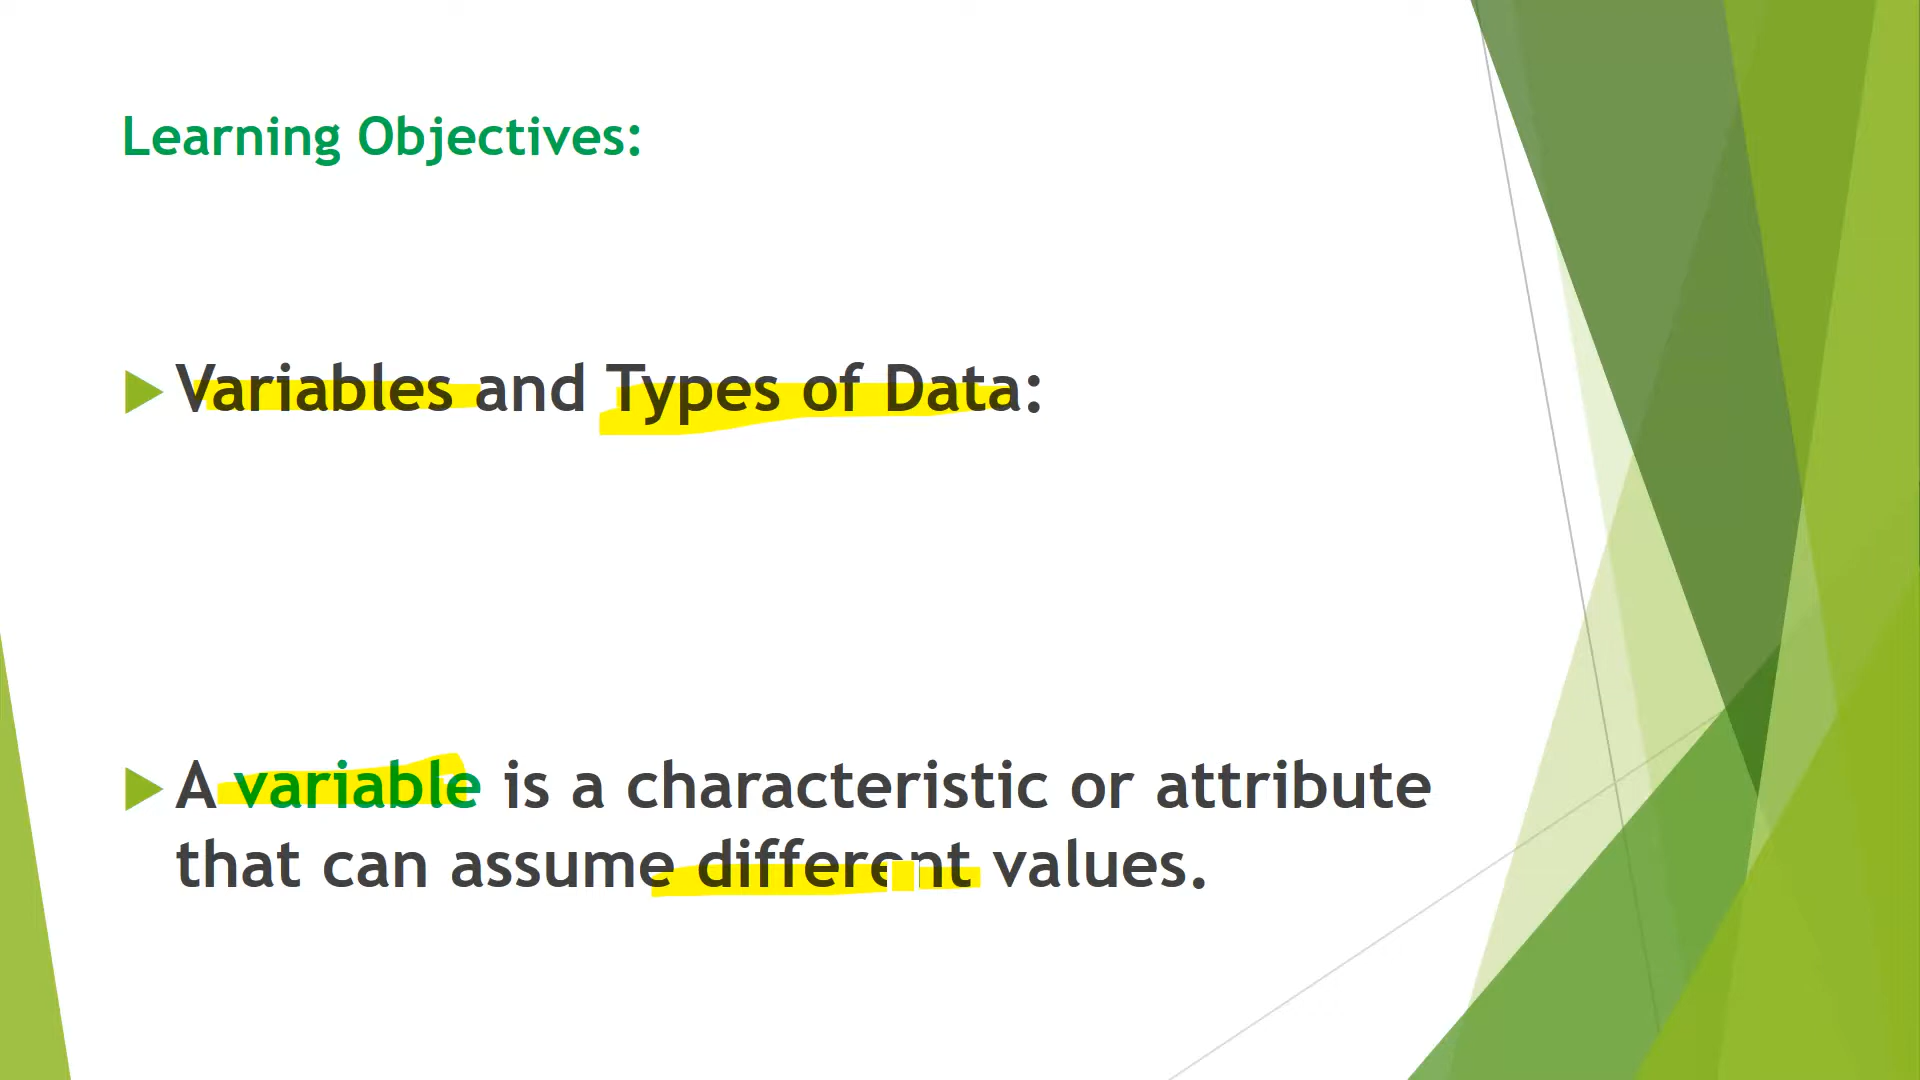 Learning Objectives:
Variables and Types of Data:
A variable is a characteristic or attribute
that can assume different values.